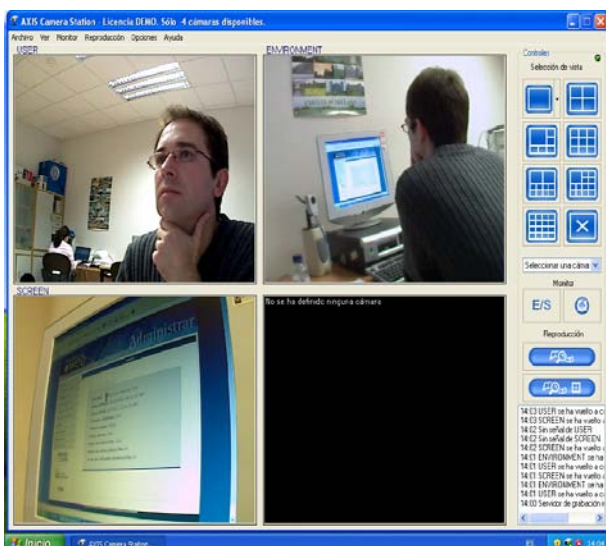 AXIS Camera Station - Licencia DEMO. Sólo 4 cámaras disponibles.
Archivo Ver Monitor Reproducción Opciones Ayuda
USER
ENVIRONMENT
Controles
Selección de vista
SCREEN
Administrar
No se ha definido ninguna cámara
Seleccionar una cáma
Monitor
E/S
Reproducción
14:03 USER se ha vuelto a c
14:03 SCREEN se ha vuelto
14:02 Sin señal de USER
14:02 Sin señal de SCREEN
14:01 ENVIRONMENT se ha
14:01 USER se ha vuelto a c
14:01 SCREEN se ha vuelto
14:01 ENVIRONMENT se ha
14:01 USER se ha vuelto a c
14:00 Servidor de grabación
Inicio
AXIS Camera Station
14:04